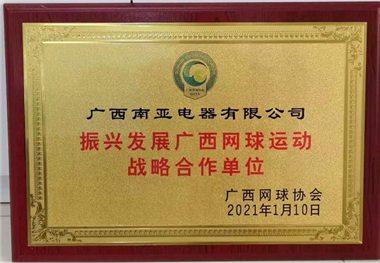 广西南亚电器有限公司
振兴发展广西网球运动
战略合作单位
广西网球协会
2021年1月10日